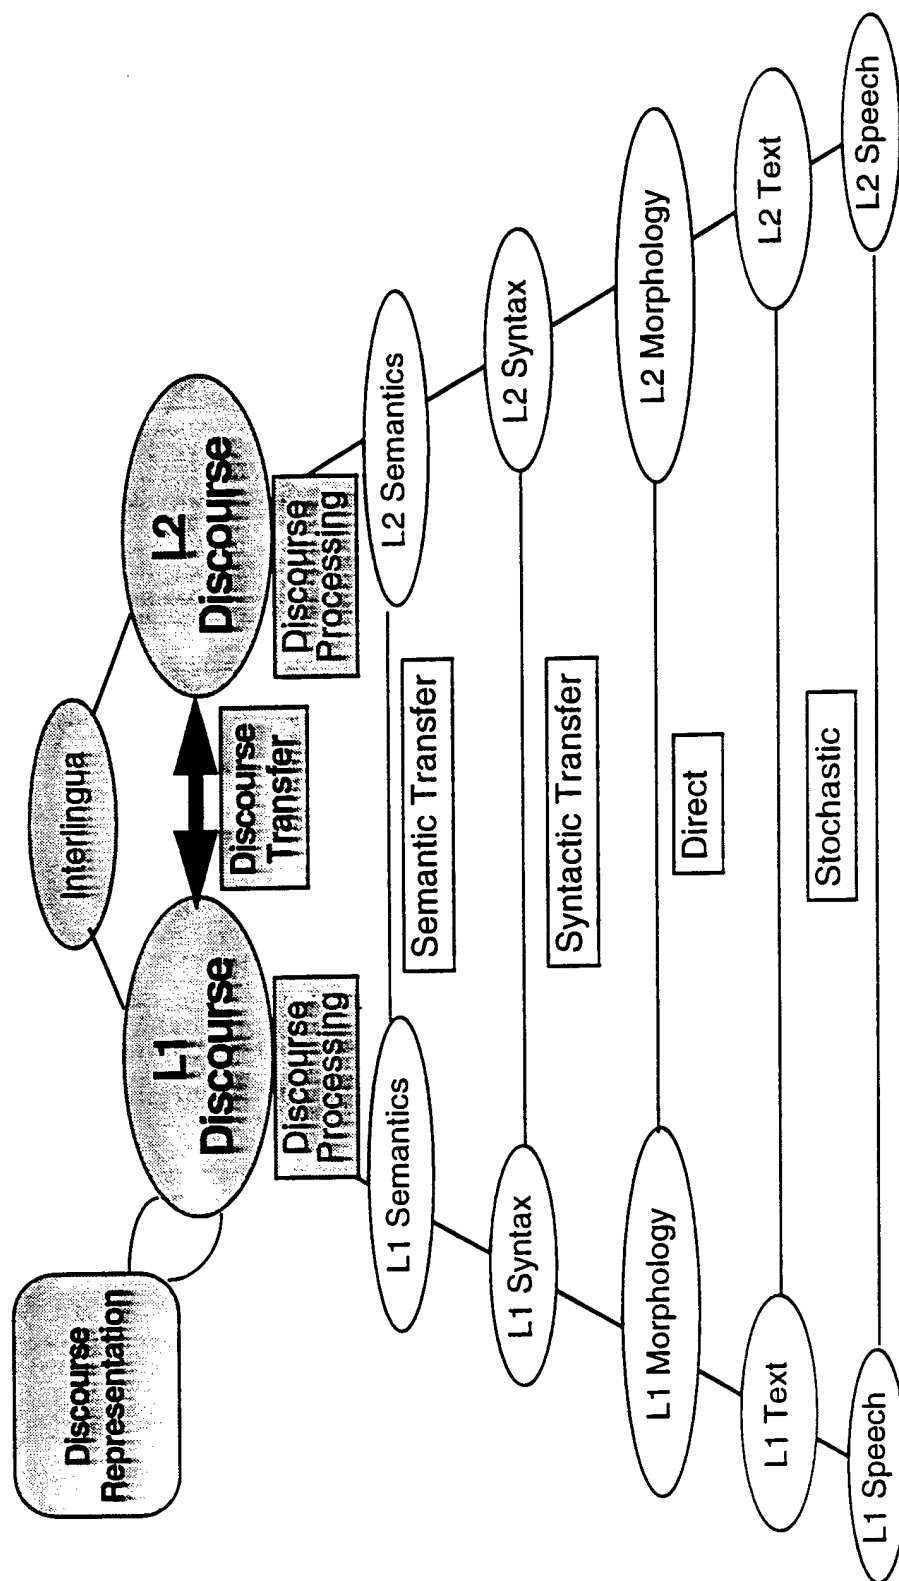 Interlingua
Discourse
Representation
L1
Discourse
L2
Discourse
Discourse
Transfer
Discourse
Processing
Discourse
Processing
L1 Semantics
L2 Semantics
Semantic Transfer
L1 Syntax
L2 Syntax
Syntactic Transfer
L1 Morphology
L2 Morphology
Direct
L1 Text
L2 Text
Stochastic
L1 Speech
L2 Speech